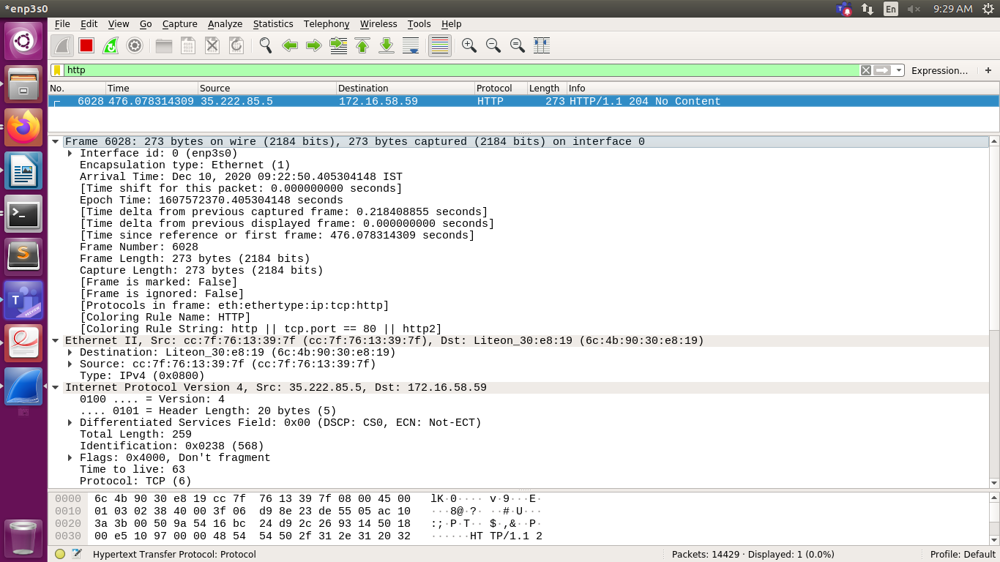 *enp3s0 En 9:29 AM
File Edit View Go Capture Analyze Statistics Telephony Wireless Tools Help
http Expression… +
No. Time Source Destination Protocol Length Info
6028 476.078314309 35.222.85.5 172.16.58.59 HTTP 273 HTTP/1.1 204 No Content
Frame 6028: 273 bytes on wire (2184 bits), 273 bytes captured (2184 bits) on interface 0
Interface id: 0 (enp3s0)
Encapsulation type: Ethernet (1)
Arrival Time: Dec 10, 2020 09:22:50.405304148 IST
[Time shift for this packet: 0.000000000 seconds]
Epoch Time: 1607572370.405304148 seconds
[Time delta from previous captured frame: 0.218408855 seconds]
[Time delta from previous displayed frame: 0.000000000 seconds]
[Time since reference or first frame: 476.078314309 seconds]
Frame Number: 6028
Frame Length: 273 bytes (2184 bits)
Capture Length: 273 bytes (2184 bits)
[Frame is marked: False]
[Frame is ignored: False]
[Protocols in frame: eth:ethertype:ip:tcp:http]
[Coloring Rule Name: HTTP]
[Coloring Rule String: http || tcp.port == 80 || http2]
Ethernet II, Src: cc:7f:76:13:39:7f (cc:7f:76:13:39:7f), Dst: Liteon_30:e8:19 (6c:4b:90:30:e8:19)
Destination: Liteon_30:e8:19 (6c:4b:90:30:e8:19)
Source: cc:7f:76:13:39:7f (cc:7f:76:13:39:7f)
Type: IPv4 (0x0800)
Internet Protocol Version 4, Src: 35.222.85.5, Dst: 172.16.58.59
0100 .... = Version: 4
.... 0101 = Header Length: 20 bytes (5)
Differentiated Services Field: 0x00 (DSCP: CS0, ECN: Not-ECT)
Total Length: 259
Identification: 0x0238 (568)
Flags: 0x4000, Don't fragment
Time to live: 63
Protocol: TCP (6)
0000 6c 4b 90 30 e8 19 cc 7f 76 13 39 7f 08 00 45 00 lK·0···· v·9···E·
0010 01 03 02 38 40 00 3f 06 d9 8e 23 de 55 05 ac 10 ···8@·?· ··#·U···
0020 3a 3b 00 50 9a 54 16 bc 24 d9 2c 26 93 14 50 18 :;·P·T·· $·,&··P·
0030 00 e5 10 97 00 00 48 54 54 50 2f 31 2e 31 20 32 ······HT TP/1.1 2
Hypertext Transfer Protocol: Protocol Packets: 14429 · Displayed: 1 (0.0%) Profile: Default